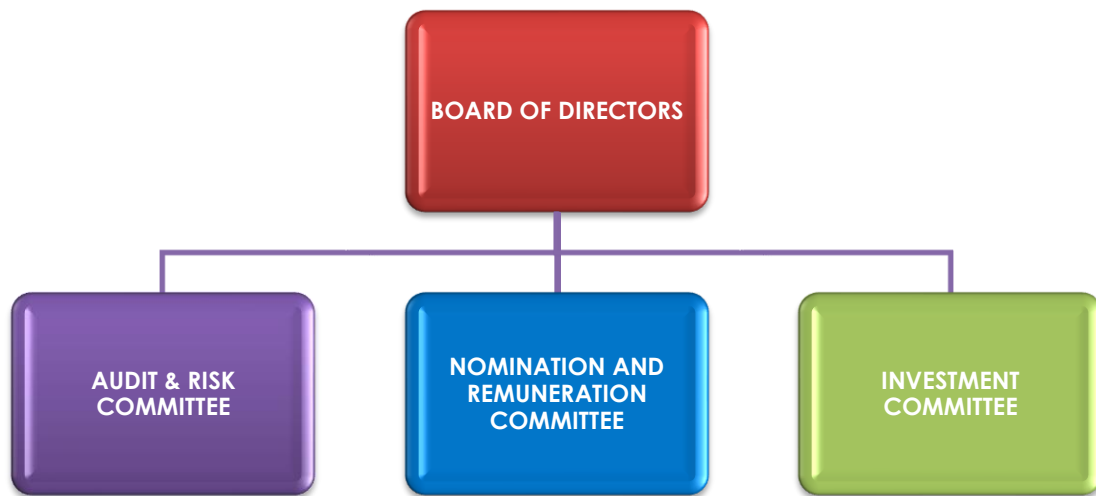 BOARD OF DIRECTORS
AUDIT & RISK
COMMITTEE
NOMINATION AND
REMUNERATION
COMMITTEE
INVESTMENT
COMMITTEE